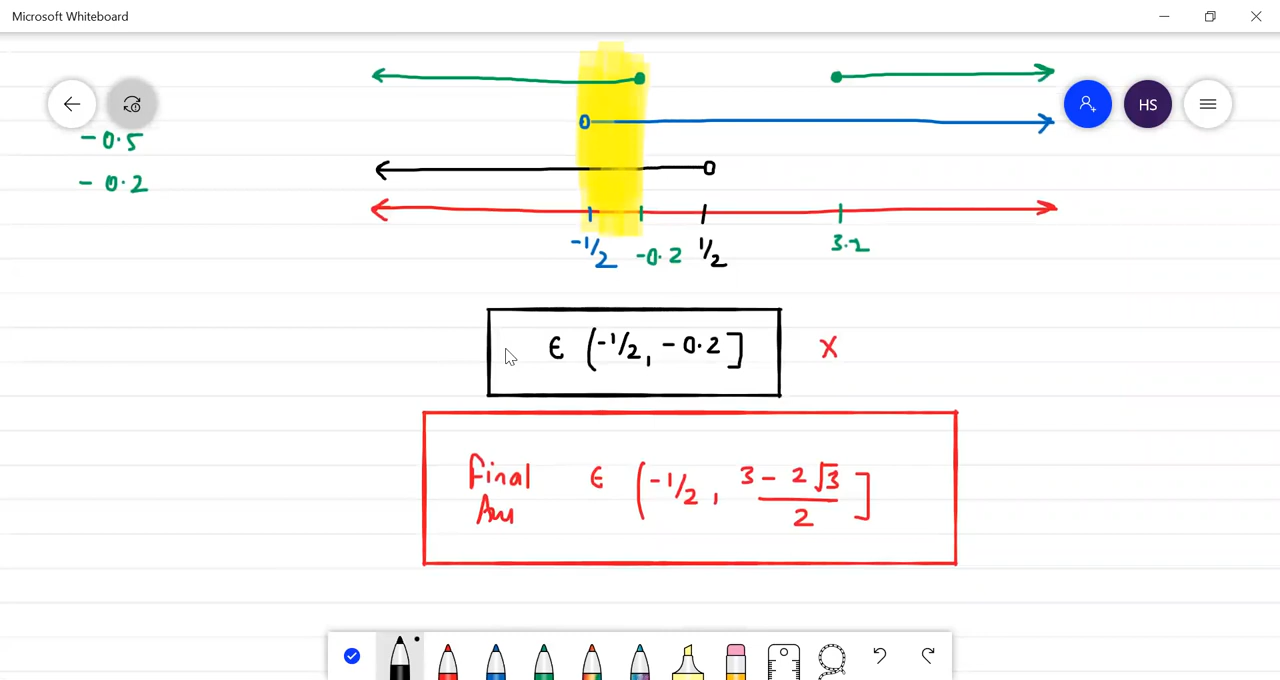 Microsoft Whiteboard
HS
-0.5
-0.2
-1/2 -0.2 1/2 3.2
∈ (-1/2, -0.2] X
Final ∈ (-1/2, 3-2√3/2]
Ans